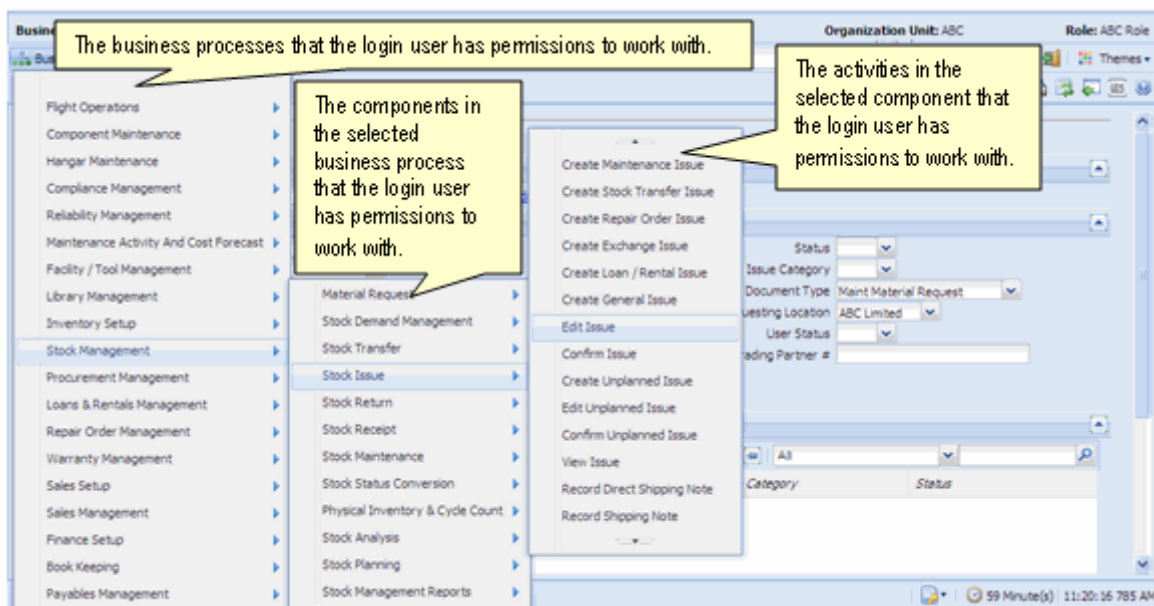 Busine
Organization Unit: ABC
Role: ABC Role
The business processes that the login user has permissions to work with.
Bus
Themes
The components in
the selected
business process
that the login user
has permissions to
work with.
The activities in the
selected component that
the login user has
permissions to work with.
Flight Operations
Component Maintenance
Hangar Maintenance
Compliance Management
Reliability Management
Maintenance Activity And Cost Forecast
Facility / Tool Management
Library Management
Inventory Setup
Stock Management
Procurement Management
Loans & Rentals Management
Repair Order Management
Warranty Management
Sales Setup
Sales Management
Finance Setup
Book Keeping
Payables Management
Material Request
Stock Demand Management
Stock Transfer
Stock Issue
Stock Return
Stock Receipt
Stock Maintenance
Stock Status Conversion
Physical Inventory & Cycle Count
Stock Analysis
Stock Planning
Stock Management Reports
Create Maintenance Issue
Create Stock Transfer Issue
Create Repair Order Issue
Create Exchange Issue
Create Loan / Rental Issue
Create General Issue
Edit Issue
Confirm Issue
Create Unplanned Issue
Edit Unplanned Issue
Confirm Unplanned Issue
View Issue
Record Direct Shipping Note
Record Shipping Note
Status
Issue Category
Document Type Maint Material Request
uesting Location ABC Limited
User Status
ading Partner #
All
Category Status
59 Minute(s) 11:20:16 785 AM